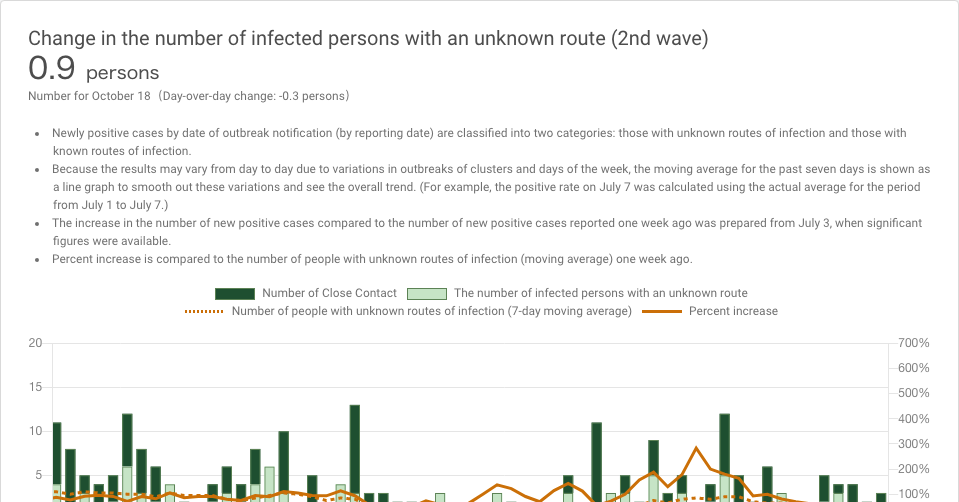 Change in the number of infected persons with an unknown route (2nd wave)
0.9 persons
Number for October 18（Day-over-day change: -0.3 persons）
• Newly positive cases by date of outbreak notification (by reporting date) are classified into two categories: those with unknown routes of infection and those with
known routes of infection.
• Because the results may vary from day to day due to variations in outbreaks of clusters and days of the week, the moving average for the past seven days is shown as
a line graph to smooth out these variations and see the overall trend. (For example, the positive rate on July 7 was calculated using the actual average for the period
from July 1 to July 7.)
• The increase in the number of new positive cases compared to the number of new positive cases reported one week ago was prepared from July 3, when significant
figures were available.
• Percent increase is compared to the number of people with unknown routes of infection (moving average) one week ago.
Number of Close Contact The number of infected persons with an unknown route
Number of people with unknown routes of infection (7-day moving average) Percent increase
20 700%
600%
15 500%
400%
10 300%
200%
5 100%